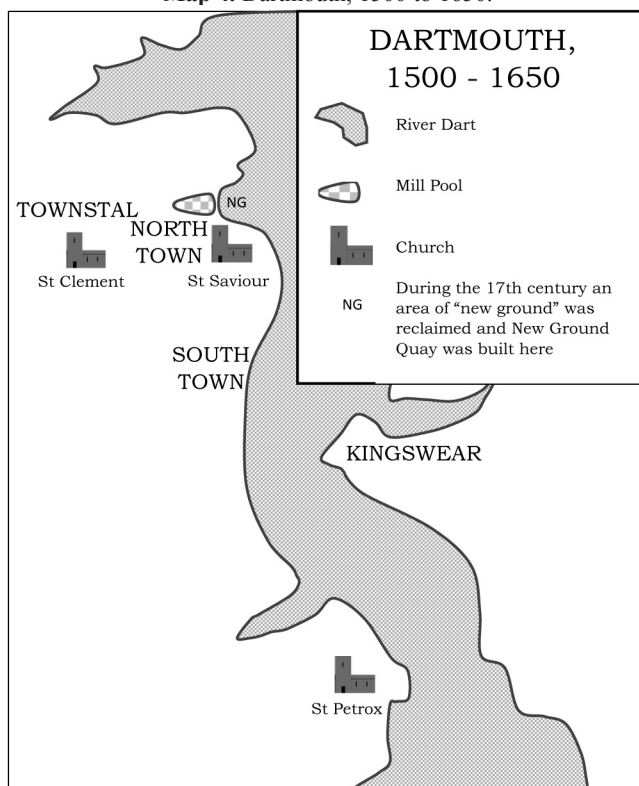 DARTMOUTH,
1500 - 1650
River Dart
Mill Pool
Church
NG
During the 17th century an
area of “new ground” was
reclaimed and New Ground
Quay was built here
NG
TOWNSTAL
NORTH
TOWN
St Clement
St Saviour
SOUTH
TOWN
KINGSWEAR
St Petrox